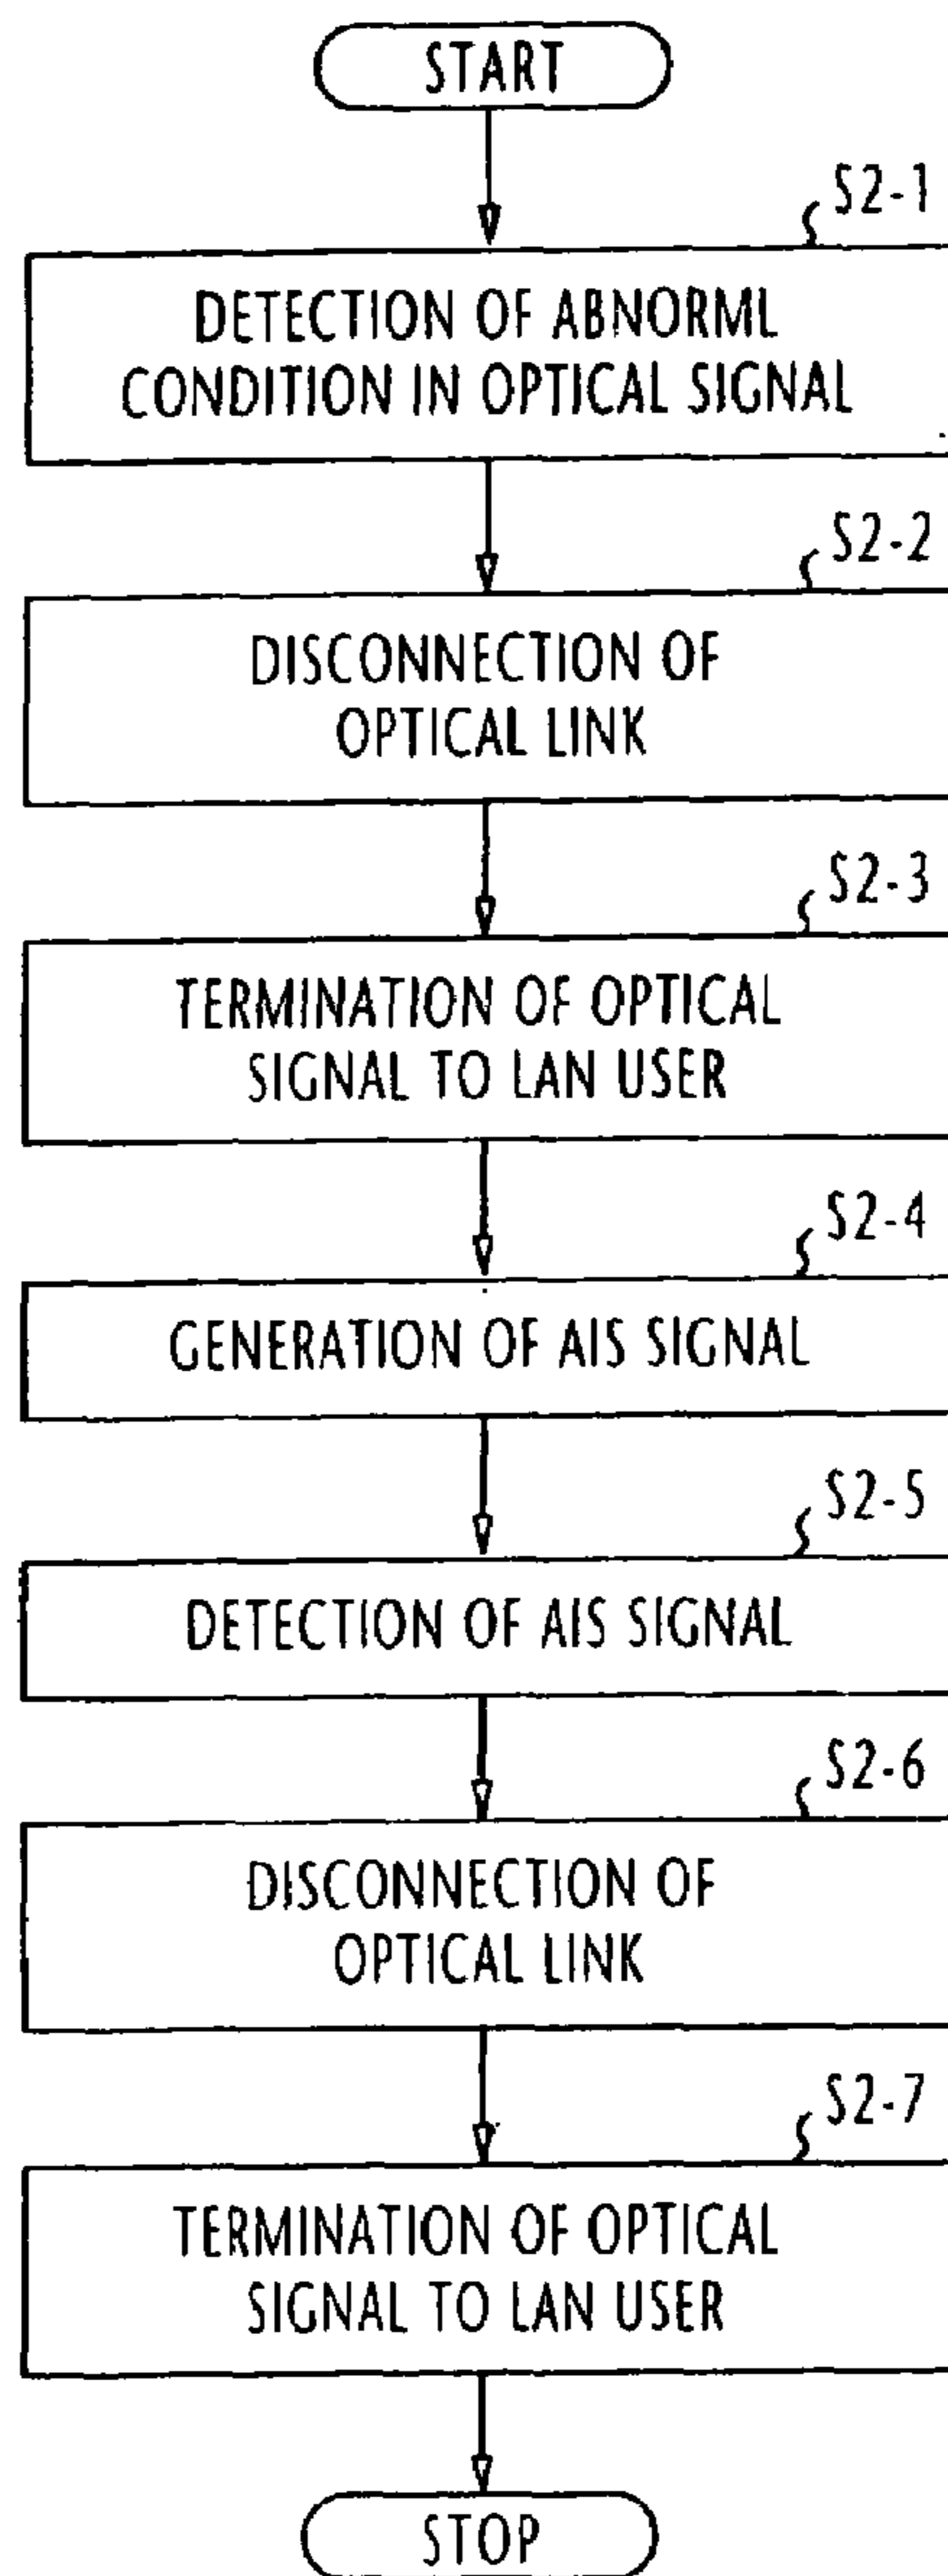 START
S2-1
DETECTION OF ABNORML
CONDITION IN OPTICAL SIGNAL
S2-2
DISCONNECTION OF
OPTICAL LINK
S2-3
TERMINATION OF OPTICAL
SIGNAL TO LAN USER
S2-4
GENERATION OF AIS SIGNAL
S2-5
DETECTION OF AIS SIGNAL
S2-6
DISCONNECTION OF
OPTICAL LINK
S2-7
TERMINATION OF OPTICAL
SIGNAL TO LAN USER
STOP